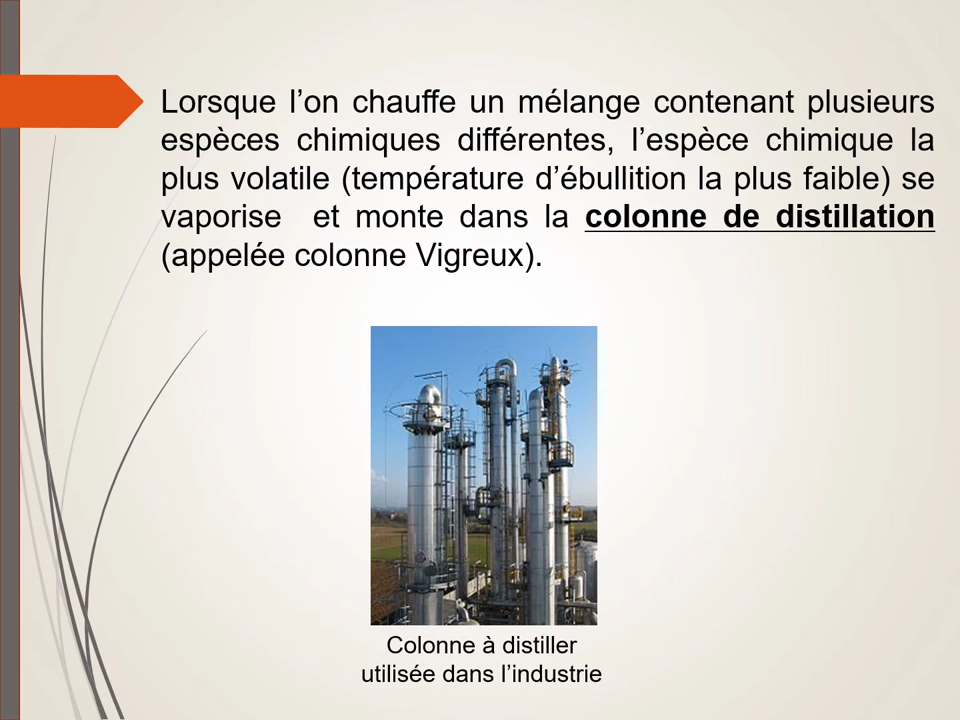 Lorsque l’on chauffe un mélange contenant plusieurs
espèces chimiques différentes, l’espèce chimique la
plus volatile (température d’ébullition la plus faible) se
vaporise  et monte dans la colonne de distillation
(appelée colonne Vigreux).
Colonne à distiller
utilisée dans l’industrie